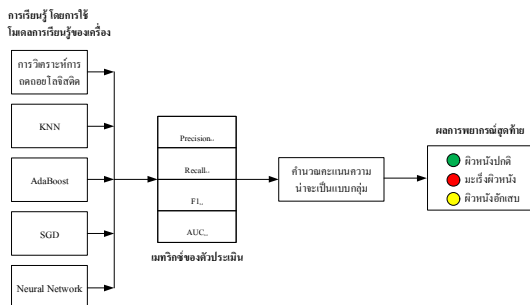 การเรียนรู้ โดยการใช้
โมเดลการเรียนรู้ของเครื่อง
การวิเคราะห์การ
ถดถอยโลจิสติค
KNN
AdaBoost
SGD
Neural Network
Precision
Recall
F1
AUC
เมทริกซ์ของตัวประเมิน
คำนวณคะแนนความ
น่าจะเป็นแบบกลุ่ม
ผลการพยากรณ์สุดท้าย
ผิวหนังปกติ
มะเร็งผิวหนัง
ผิวหนังอักเสบ